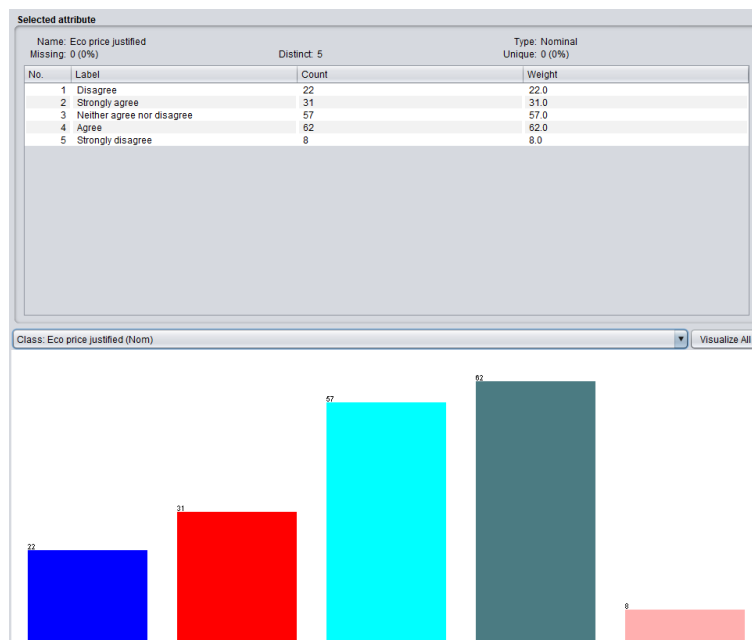 Selected attribute
Name: Eco price justified Type: Nominal
Missing: 0 (0%) Distinct: 5 Unique: 0 (0%)
No. Label Count Weight
1 Disagree 22 22.0
2 Strongly agree 31 31.0
3 Neither agree nor disagree 57 57.0
4 Agree 62 62.0
5 Strongly disagree 8 8.0
Class: Eco price justified (Nom) Visualize All
62
57
31
22
8